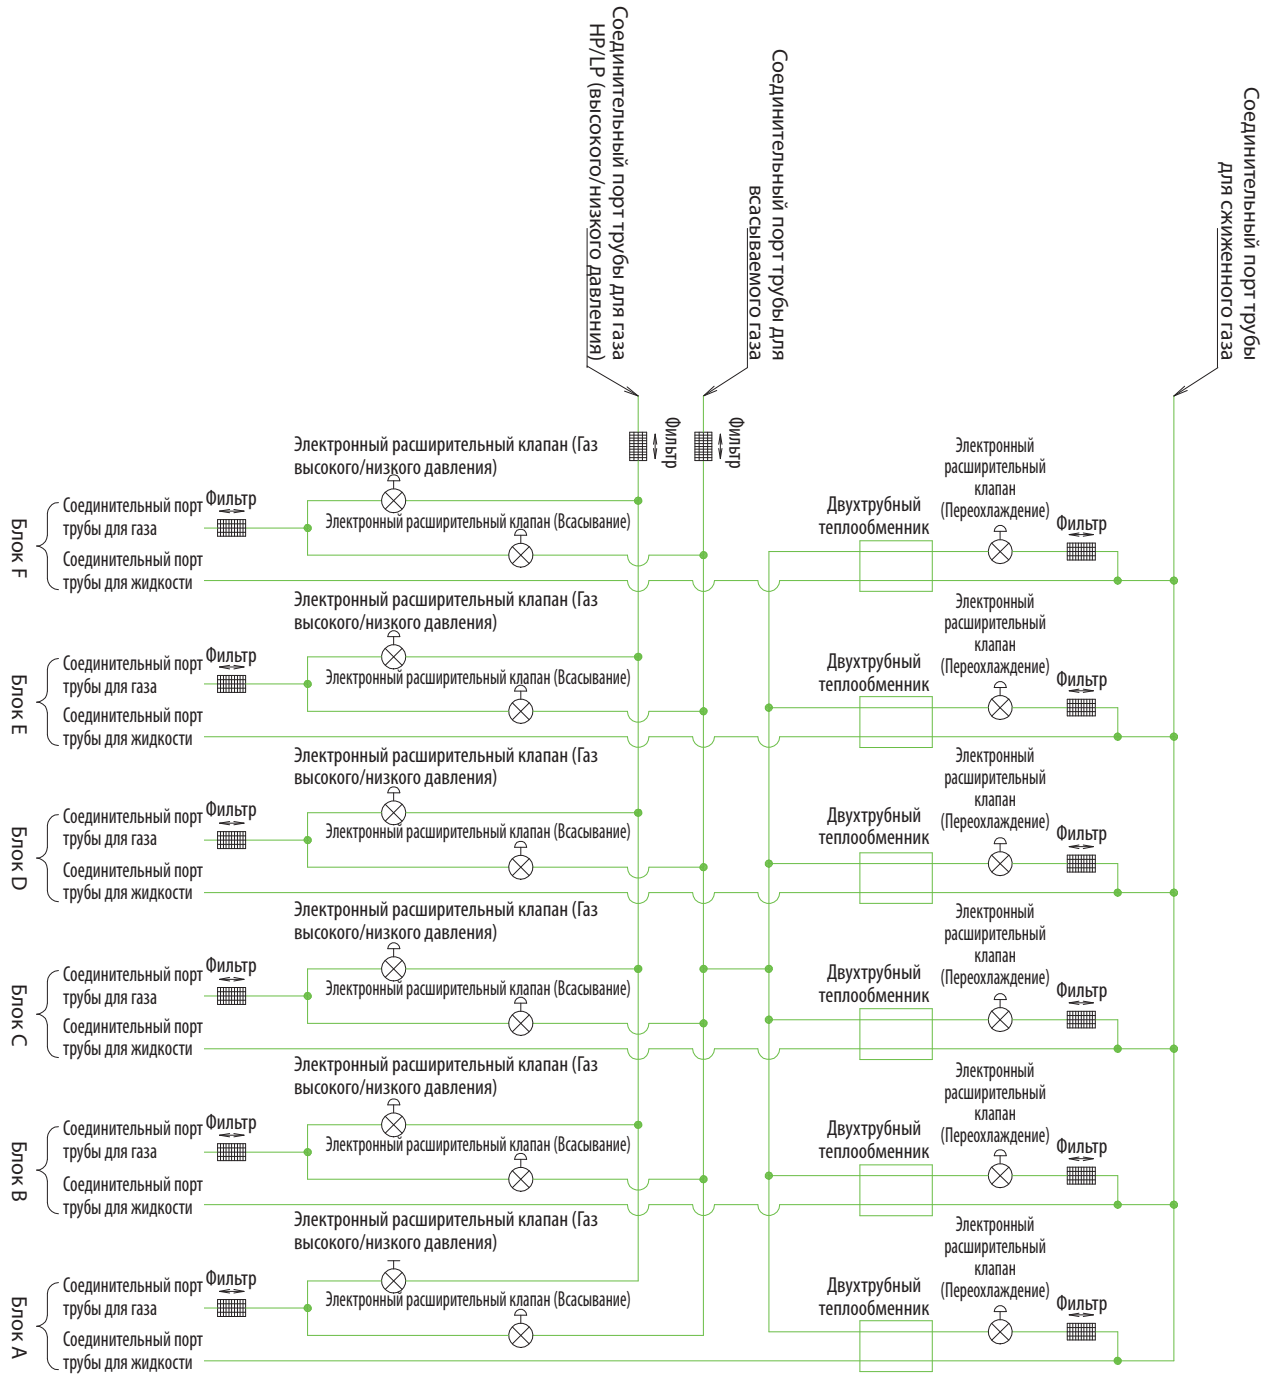 Соединительный порт трубы для газа
HP/LP (высокого/низкого давления)
Соединительный порт трубы для
всасываемого газа
Соединительный порт трубы
для сжиженного газа
Фильтр
Фильтр
Электронный расширительный клапан (Газ
высокого/низкого давления)
Электронный расширительный клапан (Всасывание)
Соединительный порт
трубы для газа
Фильтр
Соединительный порт
трубы для жидкости
Блок F
Двухтрубный
теплообменник
Электронный
расширительный
клапан
(Переохлаждение)
Фильтр
Электронный расширительный клапан (Газ
высокого/низкого давления)
Электронный расширительный клапан (Всасывание)
Соединительный порт
трубы для газа
Фильтр
Соединительный порт
трубы для жидкости
Блок E
Двухтрубный
теплообменник
Электронный
расширительный
клапан
(Переохлаждение)
Фильтр
Электронный расширительный клапан (Газ
высокого/низкого давления)
Электронный расширительный клапан (Всасывание)
Соединительный порт
трубы для газа
Фильтр
Соединительный порт
трубы для жидкости
Блок D
Двухтрубный
теплообменник
Электронный
расширительный
клапан
(Переохлаждение)
Фильтр
Электронный расширительный клапан (Газ
высокого/низкого давления)
Электронный расширительный клапан (Всасывание)
Соединительный порт
трубы для газа
Фильтр
Соединительный порт
трубы для жидкости
Блок C
Двухтрубный
теплообменник
Электронный
расширительный
клапан
(Переохлаждение)
Фильтр
Электронный расширительный клапан (Газ
высокого/низкого давления)
Электронный расширительный клапан (Всасывание)
Соединительный порт
трубы для газа
Фильтр
Соединительный порт
трубы для жидкости
Блок B
Двухтрубный
теплообменник
Электронный
расширительный
клапан
(Переохлаждение)
Фильтр
Электронный расширительный клапан (Газ
высокого/низкого давления)
Электронный расширительный клапан (Всасывание)
Соединительный порт
трубы для газа
Фильтр
Соединительный порт
трубы для жидкости
Блок A
Двухтрубный
теплообменник
Электронный
расширительный
клапан
(Переохлаждение)
Фильтр